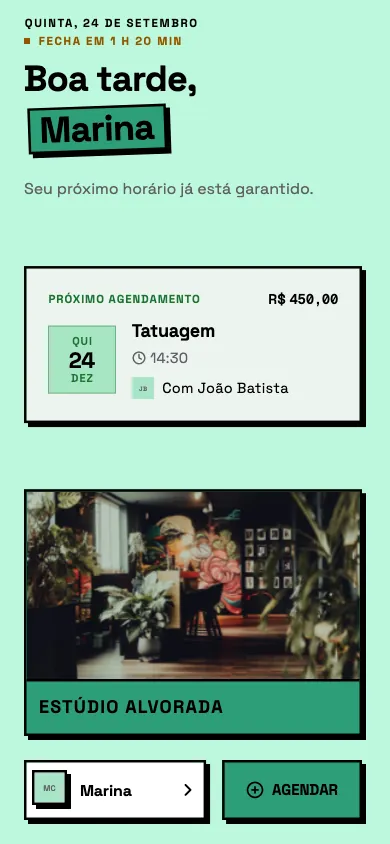 QUINTA, 24 DE SETEMBRO
FECHA EM 1 H 20 MIN
Boa tarde,
Marina
Seu próximo horário já está garantido.
PRÓXIMO AGENDAMENTO
R$ 450,00
QUI
24
DEZ
Tatuagem
14:30
JB
Com João Batista
ESTÚDIO ALVORADA
MC
Marina
AGENDAR